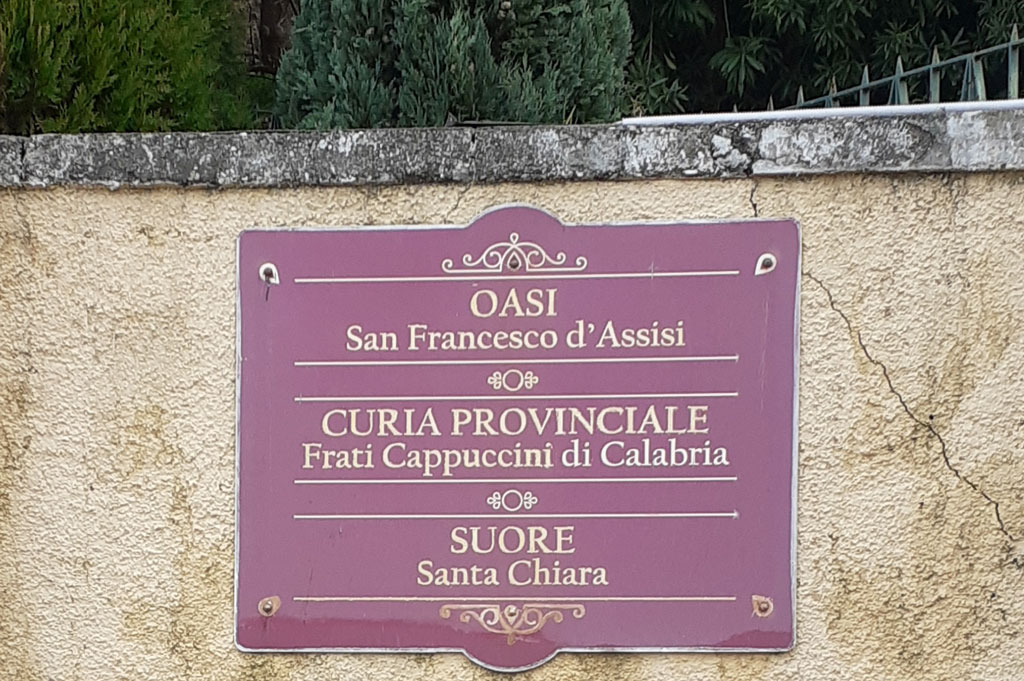 OASI
San Francesco d'Assisi
CURIA PROVINCIALE
Frati Cappuccini di Calabria
SUORE
Santa Chiara